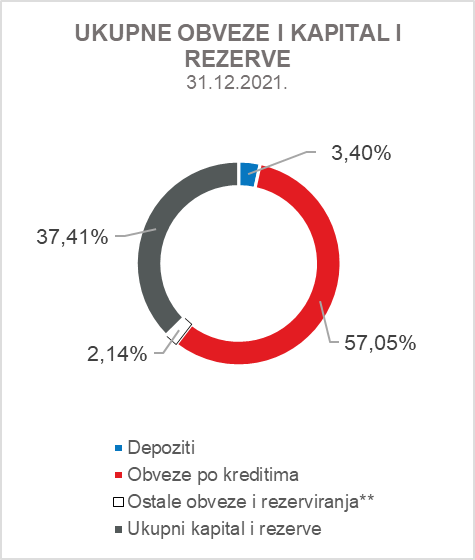 UKUPNE OBVEZE I KAPITAL I
REZERVE
31.12.2021.
3,40%
37,41%
57,05%
2,14%
Depoziti
Obveze po kreditima
Ostale obveze i rezerviranja**
Ukupni kapital i rezerve